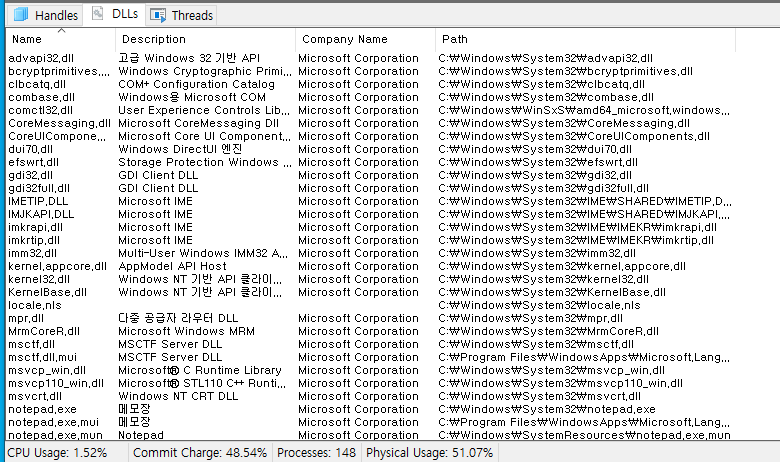 Handles DLLs Threads
Name Description Company Name Path
advapi32.dll 고급 Windows 32 기반 API Microsoft Corporation C:₩Windows₩System32₩advapi32.dll
bcryptprimitives,... Windows Cryptographic Primi... Microsoft Corporation C:₩Windows₩System32₩bcryptprimitives.dll
clbcatq.dll COM+ Configuration Catalog Microsoft Corporation C:₩Windows₩System32₩clbcatq.dll
combase.dll Windows용 Microsoft COM Microsoft Corporation C:₩Windows₩System32₩combase.dll
comctl32.dll User Experience Controls Lib... Microsoft Corporation C:₩Windows₩WinSxS₩amd64_microsoft.windows...
CoreMessaging.dll Microsoft CoreMessaging Dll Microsoft Corporation C:₩Windows₩System32₩CoreMessaging.dll
CoreUICompone... Microsoft Core UI Component... Microsoft Corporation C:₩Windows₩System32₩CoreUIComponents.dll
dui70.dll Windows DirectUI 엔진 Microsoft Corporation C:₩Windows₩System32₩dui70.dll
efswrt.dll Storage Protection Windows ... Microsoft Corporation C:₩Windows₩System32₩efswrt.dll
gdi32.dll GDI Client DLL Microsoft Corporation C:₩Windows₩System32₩gdi32.dll
gdi32full.dll GDI Client DLL Microsoft Corporation C:₩Windows₩System32₩gdi32full.dll
IMETIP.DLL Microsoft IME Microsoft Corporation C:₩Windows₩System32₩IME₩SHARED₩IMETIP.D...
IMJKAPI.DLL Microsoft IME Microsoft Corporation C:₩Windows₩System32₩IME₩SHARED₩IMJKAPI....
imkrapi.dll Microsoft IME Microsoft Corporation C:₩Windows₩System32₩IME₩IMEKR₩imkrapi.dll
imkrtip.dll Microsoft IME Microsoft Corporation C:₩Windows₩System32₩IME₩IMEKR₩imkrtip.dll
imm32.dll Multi-User Windows IMM32 A... Microsoft Corporation C:₩Windows₩System32₩imm32.dll
kernel.appcore.dll AppModel API Host Microsoft Corporation C:₩Windows₩System32₩kernel.appcore.dll
kernel32.dll Windows NT 기반 API 클라이... Microsoft Corporation C:₩Windows₩System32₩kernel32.dll
KernelBase.dll Windows NT 기반 API 클라이... Microsoft Corporation C:₩Windows₩System32₩KernelBase.dll
locale.nls C:₩Windows₩System32₩locale.nls
mpr.dll 다중 공급자 라우터 DLL Microsoft Corporation C:₩Windows₩System32₩mpr.dll
MrmCoreR.dll Microsoft Windows MRM Microsoft Corporation C:₩Windows₩System32₩MrmCoreR.dll
msctf.dll MSCTF Server DLL Microsoft Corporation C:₩Windows₩System32₩msctf.dll
msctf.dll.mui MSCTF Server DLL Microsoft Corporation C:₩Program Files₩WindowsApps₩Microsoft.Lang...
msvcp_win.dll Microsoft® C Runtime Library Microsoft Corporation C:₩Windows₩System32₩msvcp_win.dll
msvcp110_win.dll Microsoft® STL110 C++ Runti... Microsoft Corporation C:₩Windows₩System32₩msvcp110_win.dll
msvcrt.dll Windows NT CRT DLL Microsoft Corporation C:₩Windows₩System32₩msvcrt.dll
notepad.exe 메모장 Microsoft Corporation C:₩Windows₩System32₩notepad.exe
notepad.exe.mui 메모장 Microsoft Corporation C:₩Program Files₩WindowsApps₩Microsoft.Lang...
notepad.exe.mun Notepad Microsoft Corporation C:₩Windows₩SystemResources₩notepad.exe.mun
CPU Usage: 1.52% Commit Charge: 48.54% Processes: 148 Physical Usage: 51.07%